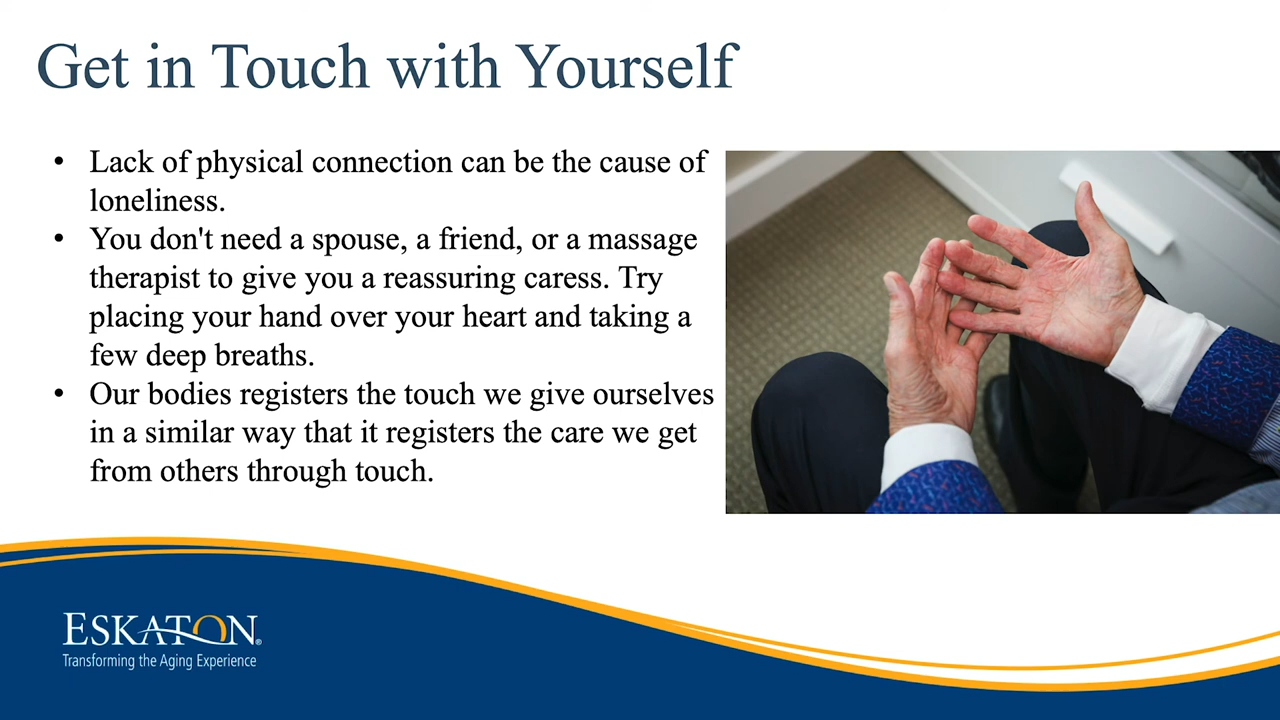 Get in Touch with Yourself
• Lack of physical connection can be the cause of
loneliness.
• You don't need a spouse, a friend, or a massage
therapist to give you a reassuring caress. Try
placing your hand over your heart and taking a
few deep breaths.
• Our bodies registers the touch we give ourselves
in a similar way that it registers the care we get
from others through touch.
ESKATON®
Transforming the Aging Experience